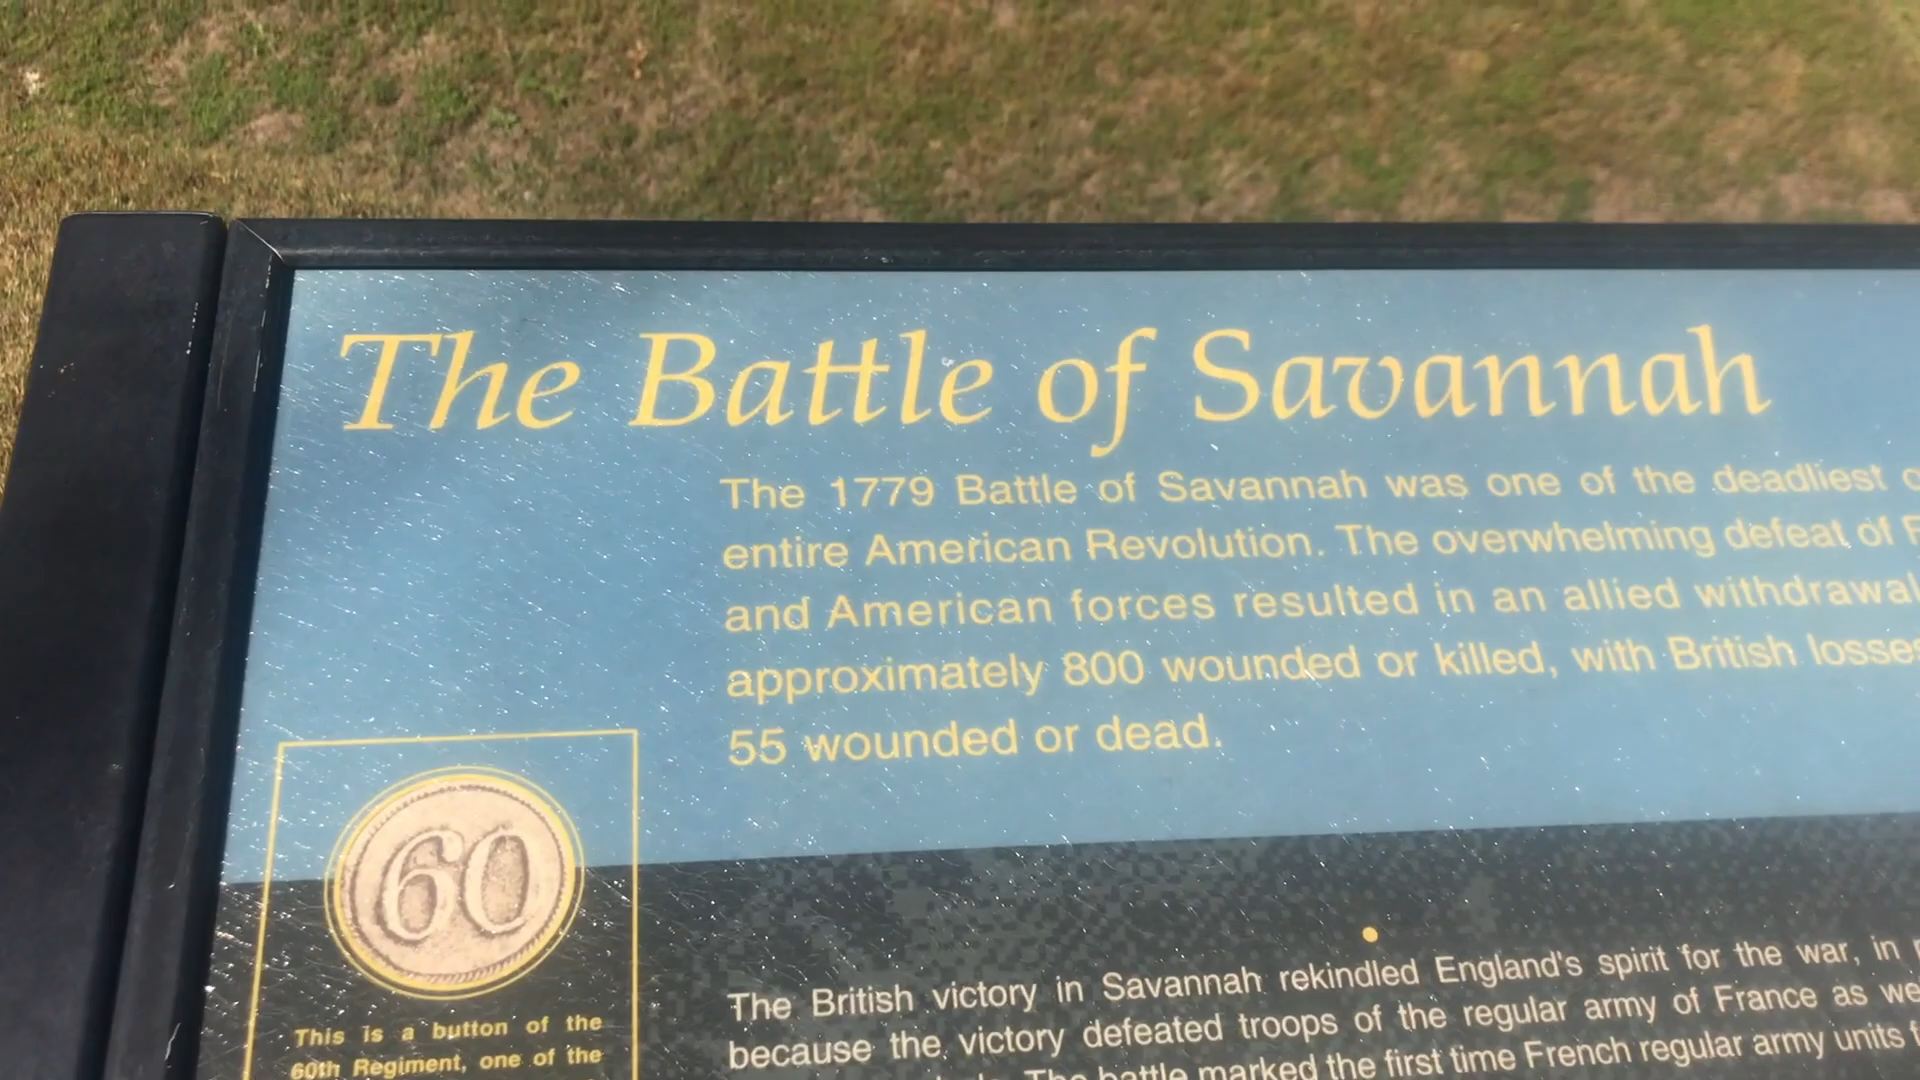 The Battle of Savannah
The 1779 Battle of Savannah was one of the deadliest
entire American Revolution. The overwhelming defeat of
and American forces resulted in an allied withdrawal
approximately 800 wounded or killed, with British losses
55 wounded or dead.
60
This is a button of the
60th Regiment, one of the
The British victory in Savannah rekindled England's spirit for the war, in
because the victory defeated troops of the regular army of France as
The battle marked the first time French regular army units